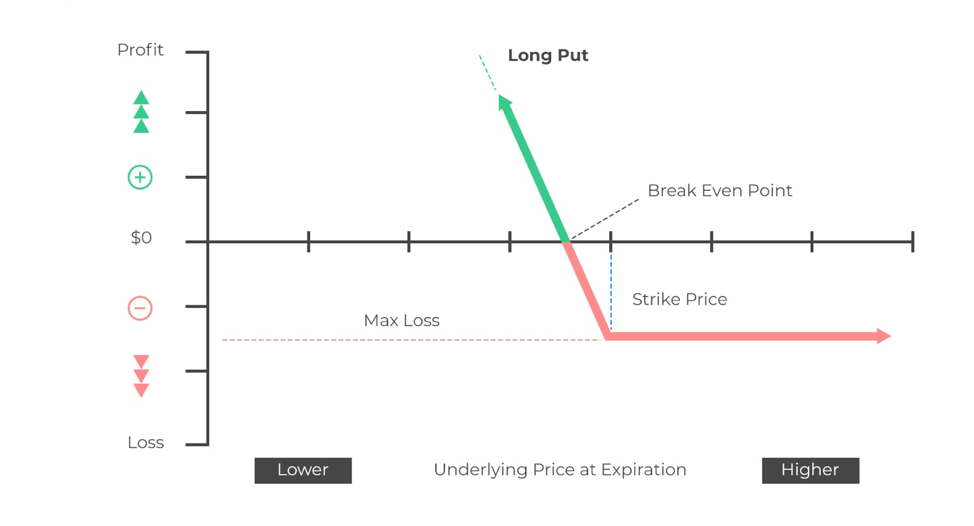 Long Put
Profit
Break Even Point
$0
Strike Price
Max Loss
Loss
Lower
Underlying Price at Expiration
Higher